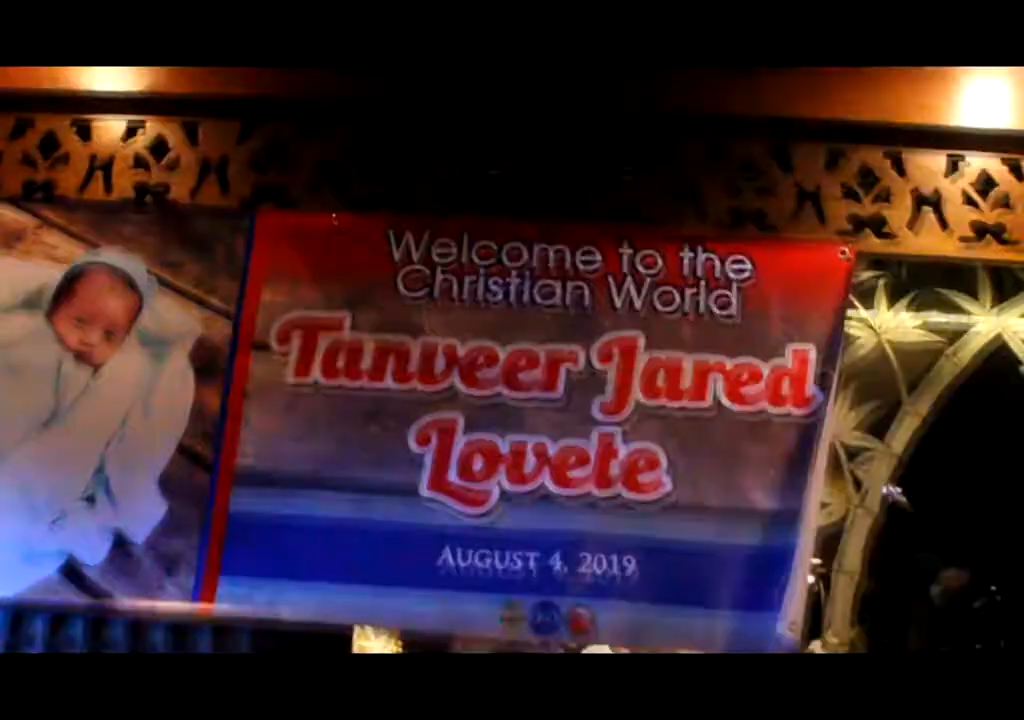 Welcome to the
Christian World
Tanveer Jared
Lovete
AUGUST 4, 2019